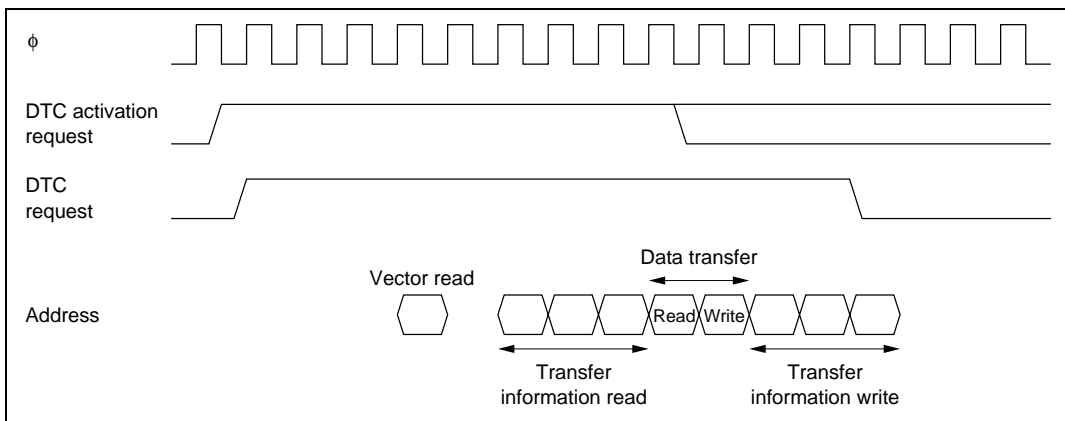 ϕ
DTC activation
request
DTC
request
Data transfer
Vector read
Address
Read Write
Transfer
information read
Transfer
information write